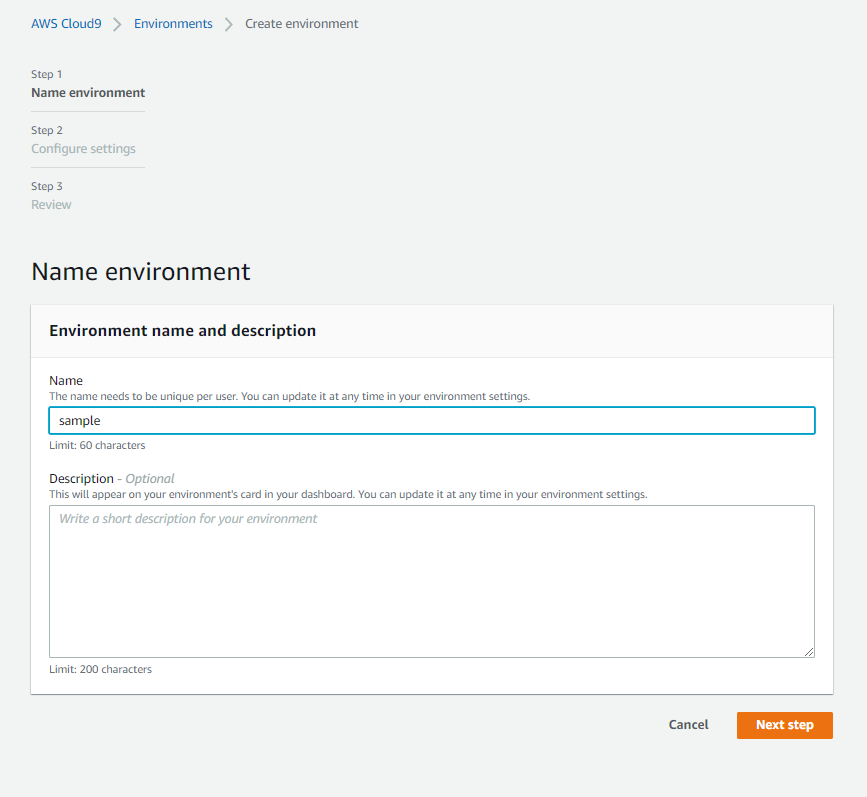 AWS Cloud9 > Environments > Create environment
Step 1
Name environment
Step 2
Configure settings
Step 3
Review
Name environment
Environment name and description
Name
The name needs to be unique per user. You can update it at any time in your environment settings.
sample
Limit: 60 characters
Description - Optional
This will appear on your environment's card in your dashboard. You can update it at any time in your environment settings.
Write a short description for your environment
Limit: 200 characters
Cancel Next step